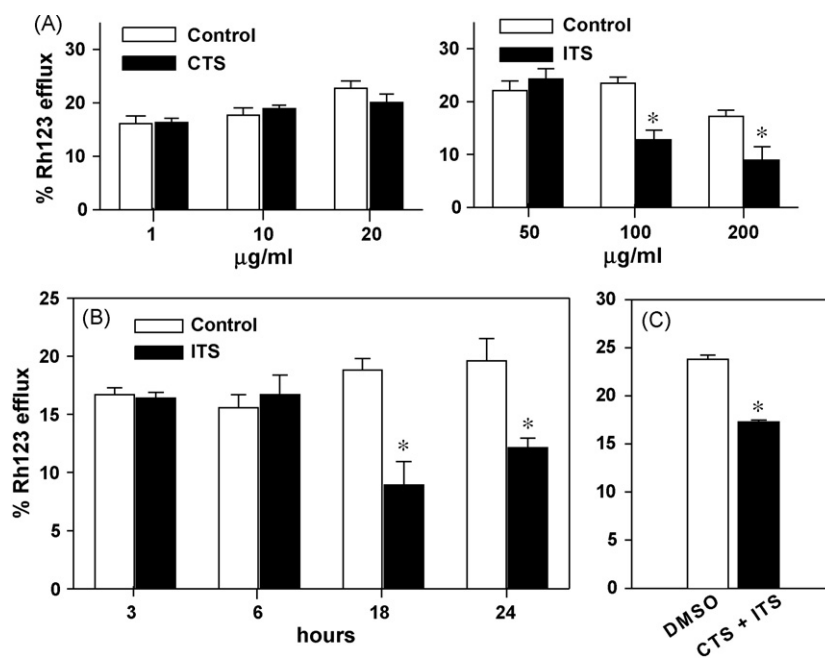 (A)
Control
CTS
% Rh123 efflux
30
20
10
0
1 10 20
µg/ml
Control
ITS
30
20
10
0
* *
50 100 200
µg/ml
(B)
Control
ITS
% Rh123 efflux
25
20
15
10
5
0
* *
3 6 18 24
hours
(C)
30
25
20
15
10
5
0
*
DMSO
CTS + ITS